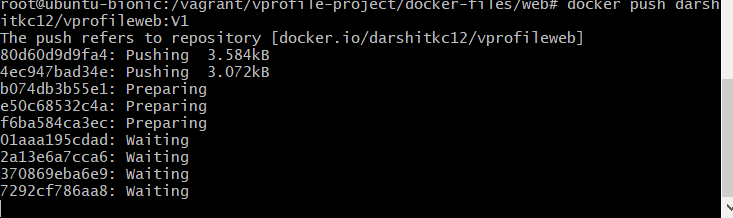 root@ubuntu-bionic:/vagrant/vprofile-project/docker-files/web# docker push darsh
itkc12/vprofileweb:V1
The push refers to repository [docker.io/darshitkc12/vprofileweb]
80d60d9d9fa4: Pushing  3.584kB
4ec947bad34e: Pushing  3.072kB
b074db3b55e1: Preparing
e50c68532c4a: Preparing
f6ba584ca3ec: Preparing
01aaa195cdad: Waiting
2a13e6a7cca6: Waiting
370869eba6e9: Waiting
7292cf786aa8: Waiting